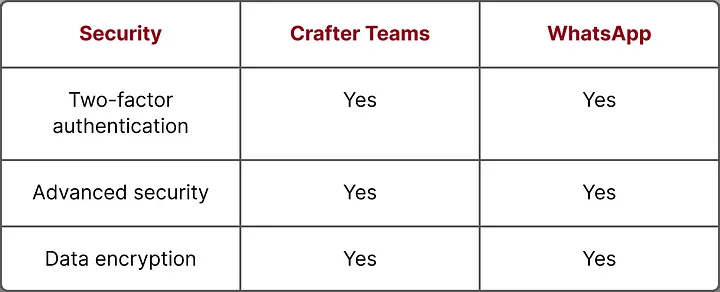 Security Crafter Teams WhatsApp
Two-factor Yes Yes
authentication
Advanced security Yes Yes
Data encryption Yes Yes